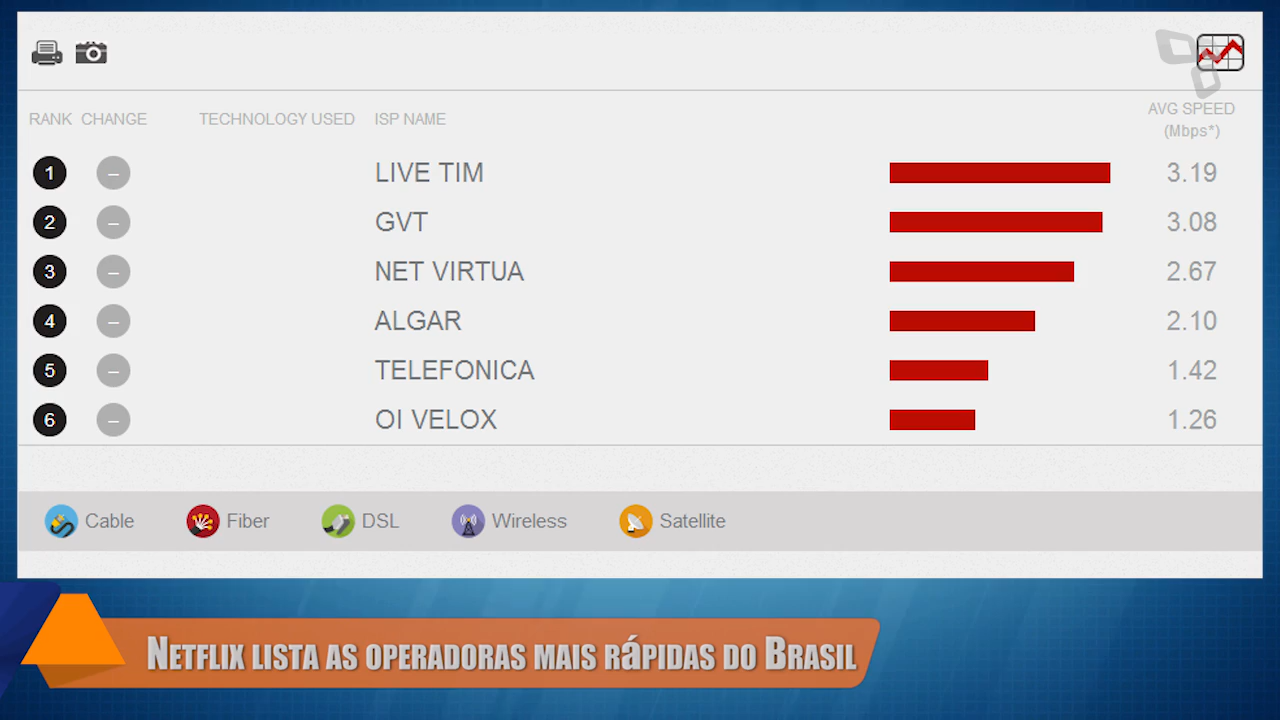 RANK CHANGE TECHNOLOGY USED ISP NAME AVG SPEED
(Mbps*)
1 – LIVE TIM 3.19
2 – GVT 3.08
3 – NET VIRTUA 2.67
4 – ALGAR 2.10
5 – TELEFONICA 1.42
6 – OI VELOX 1.26
Cable Fiber DSL Wireless Satellite
NETFLIX LISTA AS OPERADORAS MAIS RáPIDAS DO BRASIL